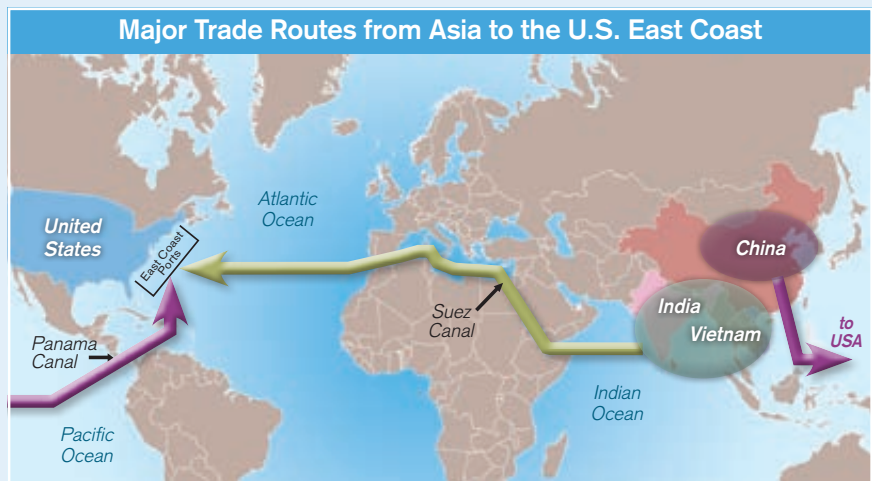 Major Trade Routes from Asia to the U.S. East Coast
Atlantic
Ocean
United
States
East Coast
Ports
China
Suez
Canal
India
Vietnam
to
USA
Panama
Canal
Indian
Ocean
Pacific
Ocean